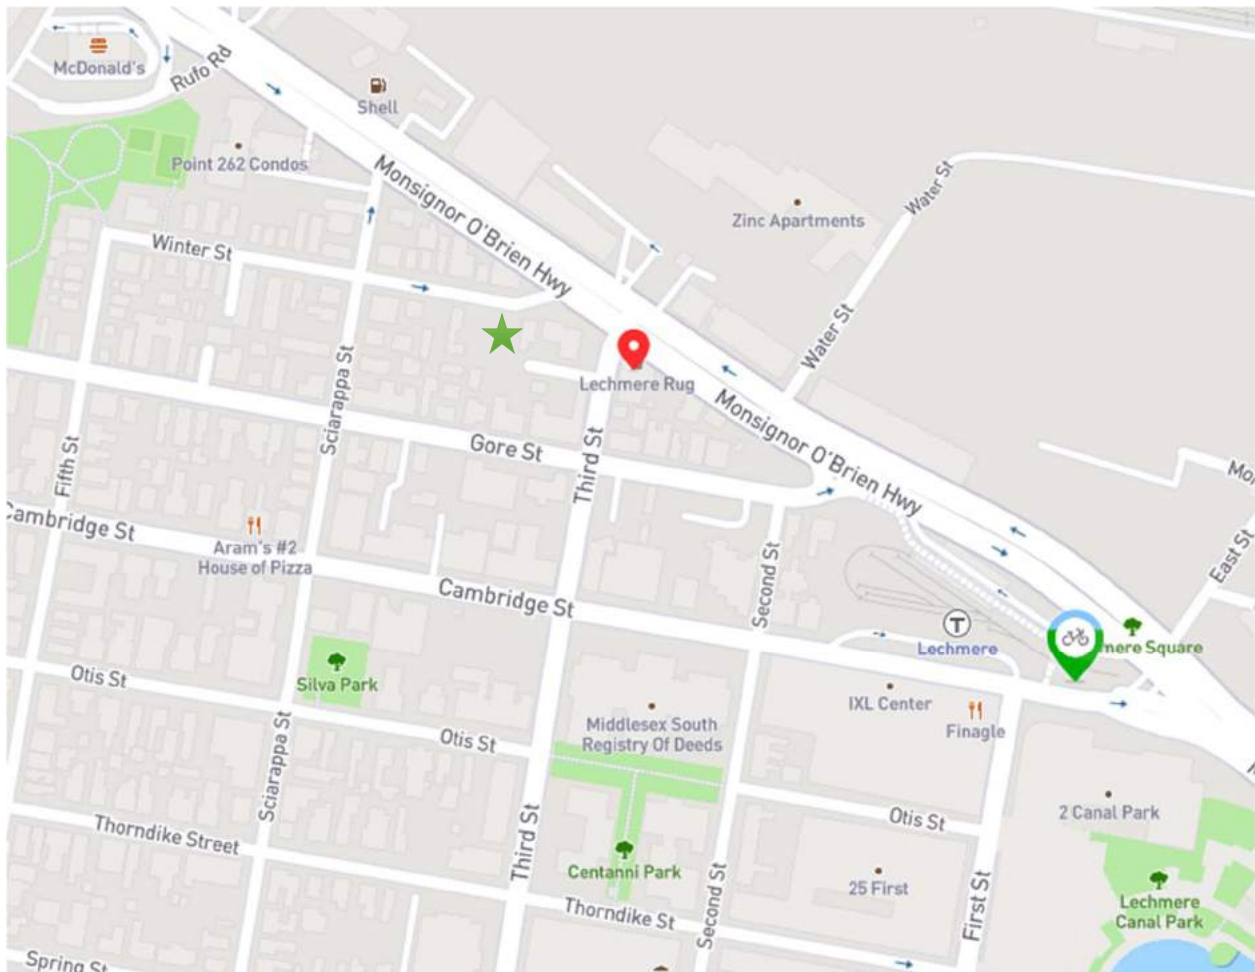 McDonald's
Rufo Rd
Shell
Point 262 Condos
Monsignor O'Brien Hwy
Zinc Apartments
Water St
Winter St
Water St
Lechmere Rug
Sciarappa St
Monsignor O'Brien Hwy
Gore St
Third St
Fifth St
Cambridge St
Aram's #2
House of Pizza
East St
Second St
Cambridge St
T
Lechmere
mere Square
Otis St
Silva Park
IXL Center
Finagle
Middlesex South
Registry Of Deeds
Sciarappa St
Otis St
2 Canal Park
Otis St
Thorndike Street
Third St
Centanni Park
25 First
Lechmere
Canal Park
Thorndike St
Second St
First St
Spring St